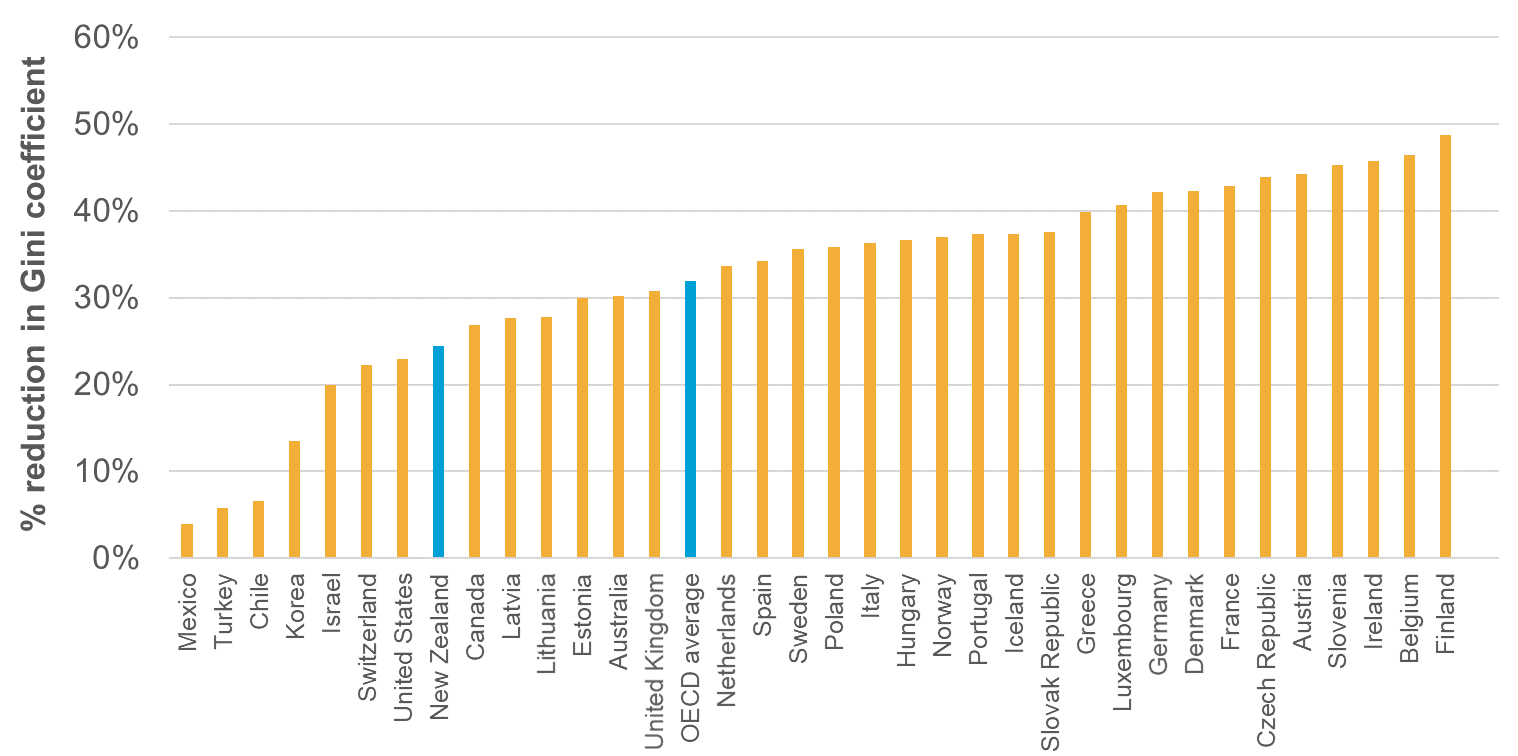 % reduction in Gini coefficient
60%
50%
40%
30%
20%
10%
0%
Mexico
Turkey
Chile
Korea
Israel
Switzerland
United States
New Zealand
Canada
Latvia
Lithuania
Estonia
Australia
United Kingdom
OECD average
Netherlands
Spain
Sweden
Poland
Italy
Hungary
Norway
Portugal
Iceland
Slovak Republic
Greece
Luxembourg
Germany
Denmark
France
Czech Republic
Austria
Slovenia
Ireland
Belgium
Finland